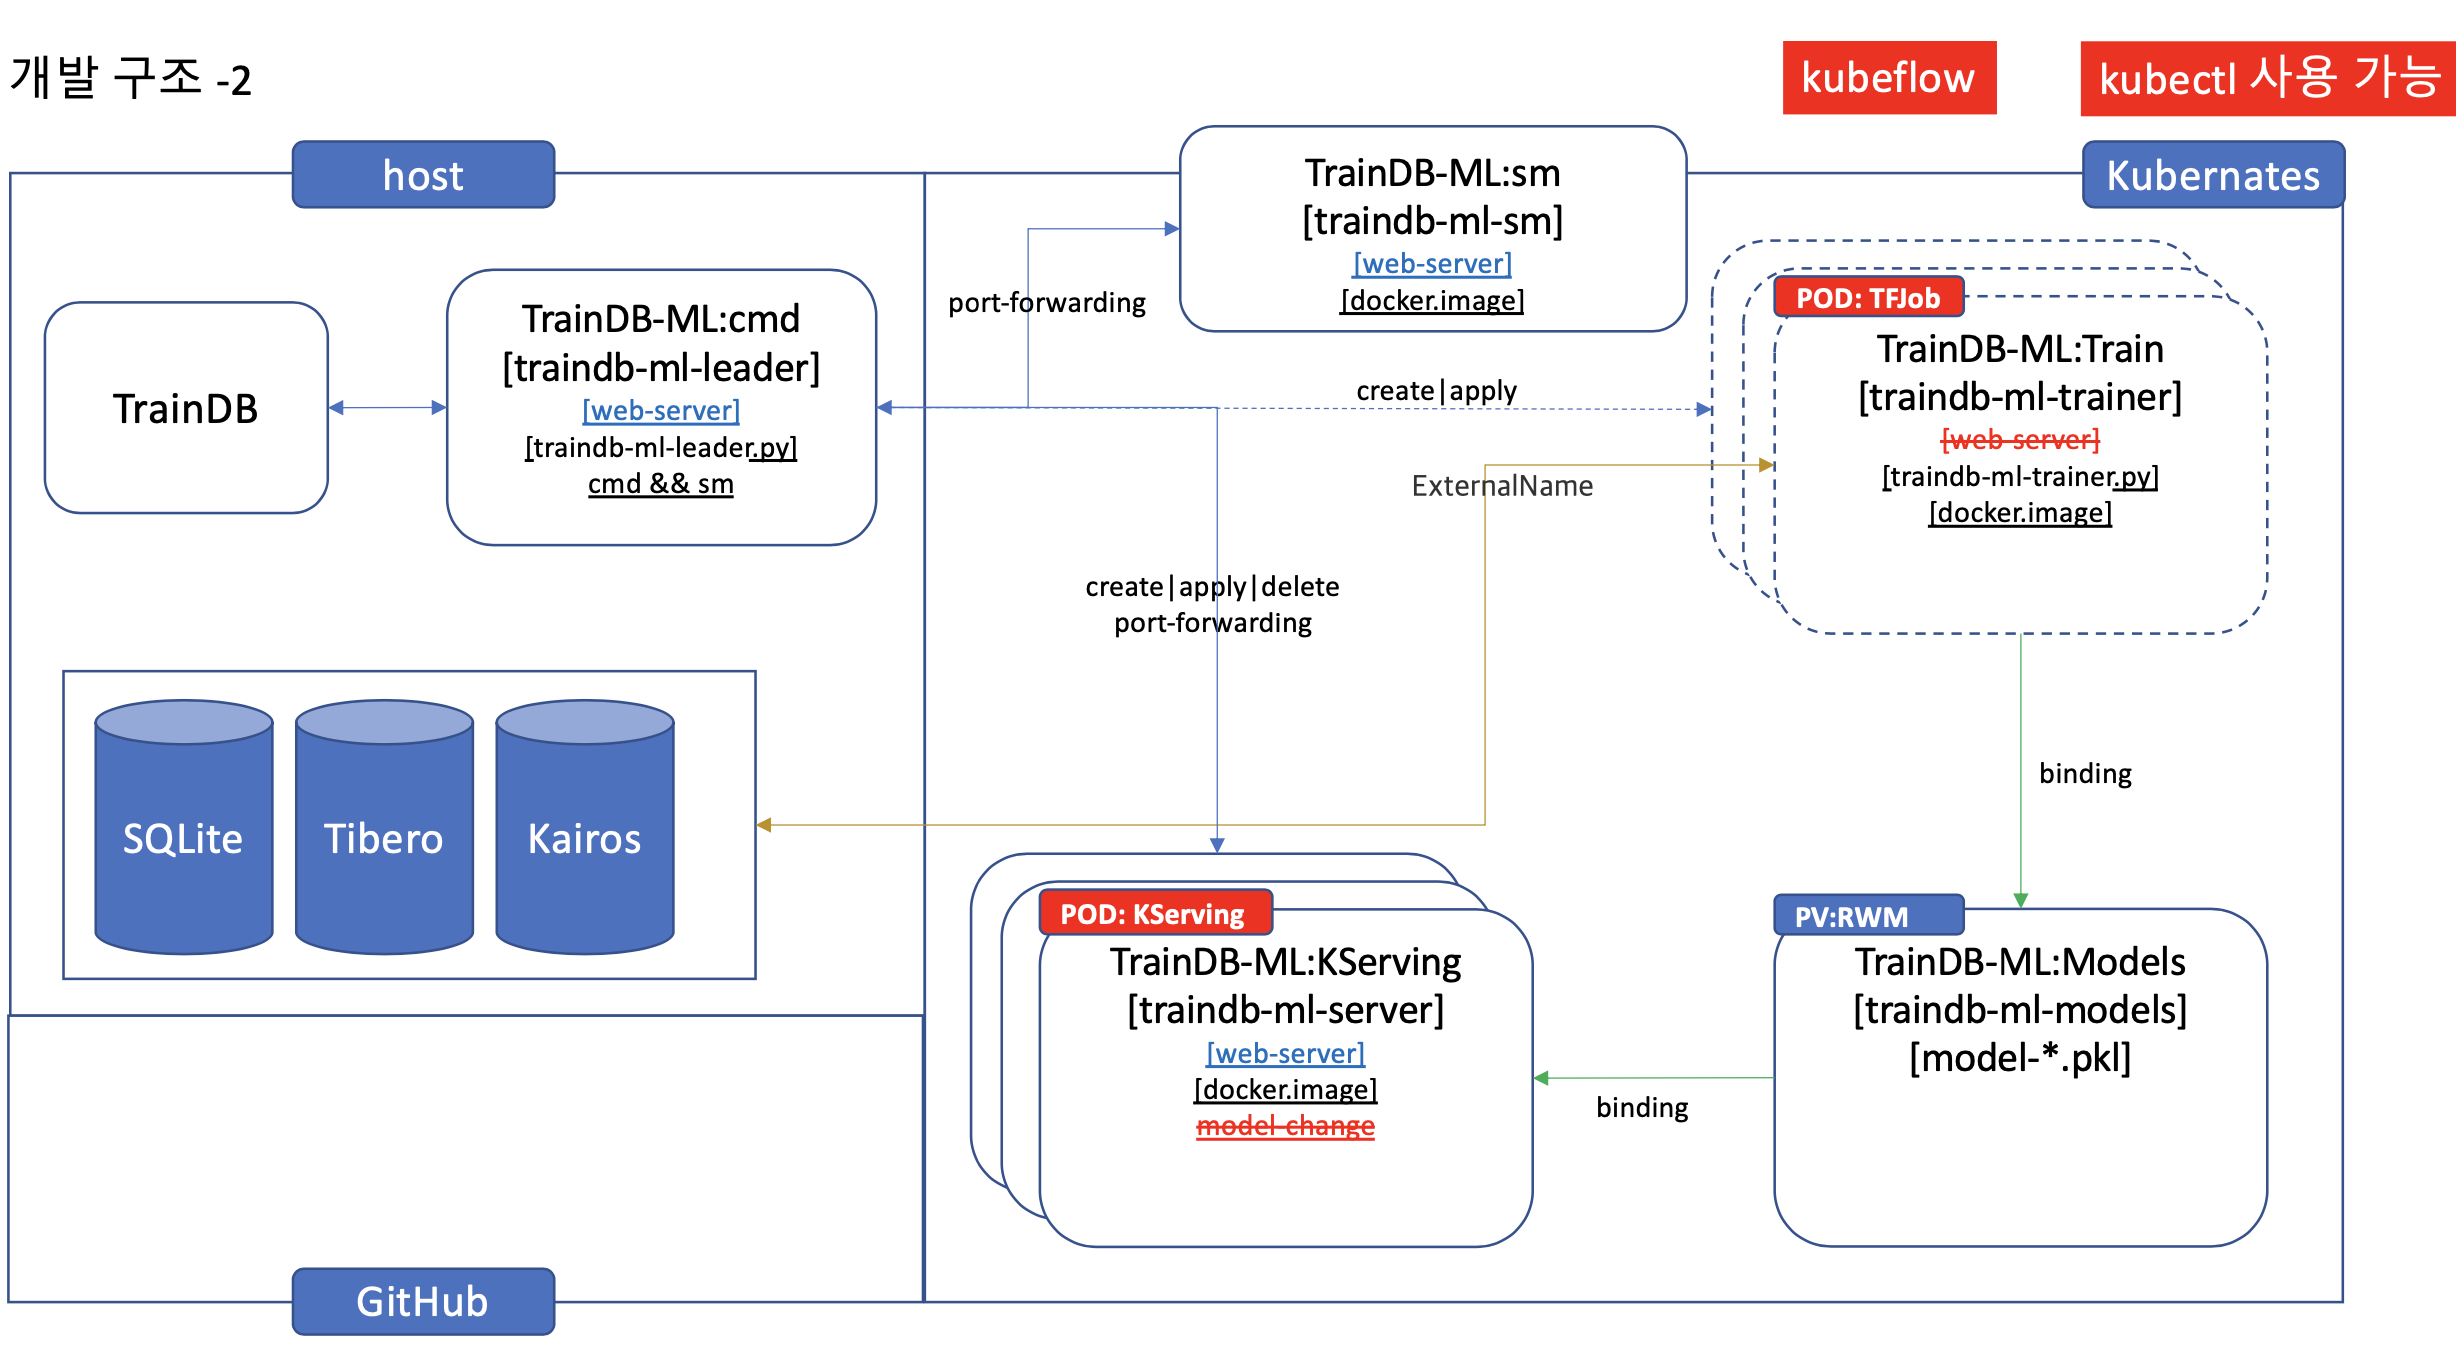 개발 구조 -2
kubeflow
kubectl 사용 가능
host
Kubernates
TrainDB
TrainDB-ML:cmd
[traindb-ml-leader]
[web-server]
[traindb-ml-leader.py]
cmd && sm
port-forwarding
TrainDB-ML:sm
[traindb-ml-sm]
[web-server]
[docker.image]
create|apply
POD: TFJob
TrainDB-ML:Train
[traindb-ml-trainer]
[web-server]
[traindb-ml-trainer.py]
[docker.image]
ExternalName
create|apply|delete
port-forwarding
SQLite
Tibero
Kairos
binding
POD: KServing
TrainDB-ML:KServing
[traindb-ml-server]
[web-server]
[docker.image]
model change
binding
PV:RWM
TrainDB-ML:Models
[traindb-ml-models]
[model-*.pkl]
GitHub